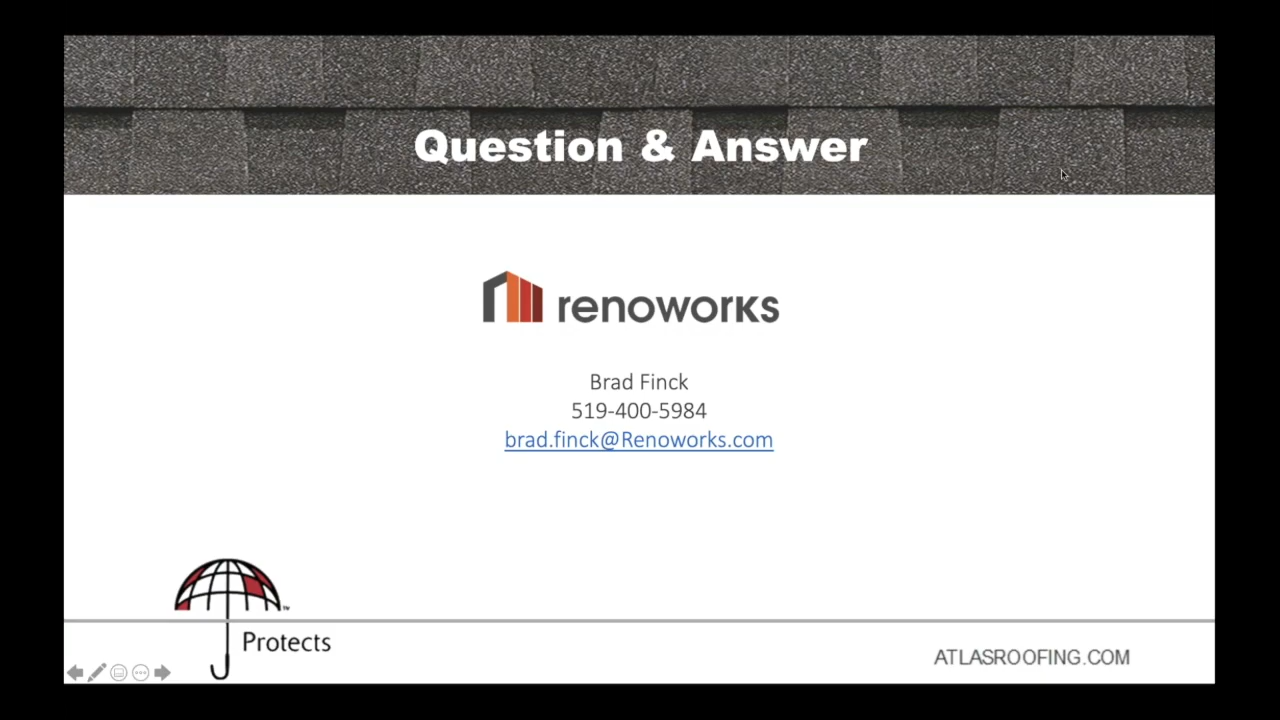 Question & Answer
renoworks
Brad Finck
519-400-5984
brad.finck@Renoworks.com
Protects
ATLASROOFING.COM